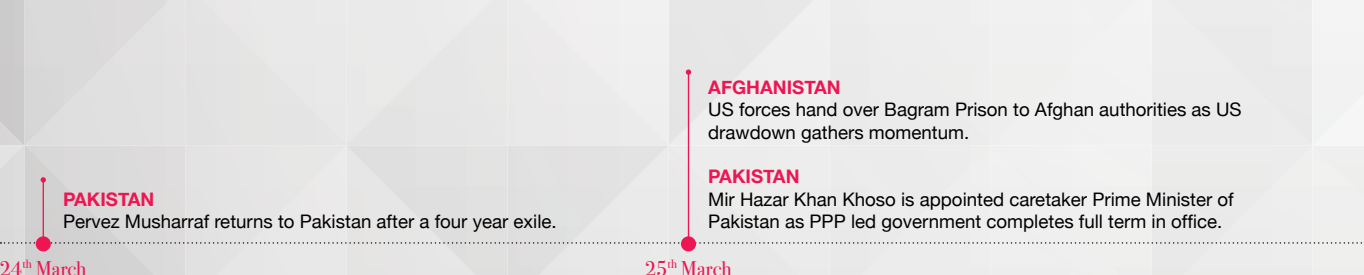 PAKISTAN
Pervez Musharraf returns to Pakistan after a four year exile.
24th March
AFGHANISTAN
US forces hand over Bagram Prison to Afghan authorities as US
drawdown gathers momentum.
PAKISTAN
Mir Hazar Khan Khoso is appointed caretaker Prime Minister of
Pakistan as PPP led government completes full term in office.
25th March